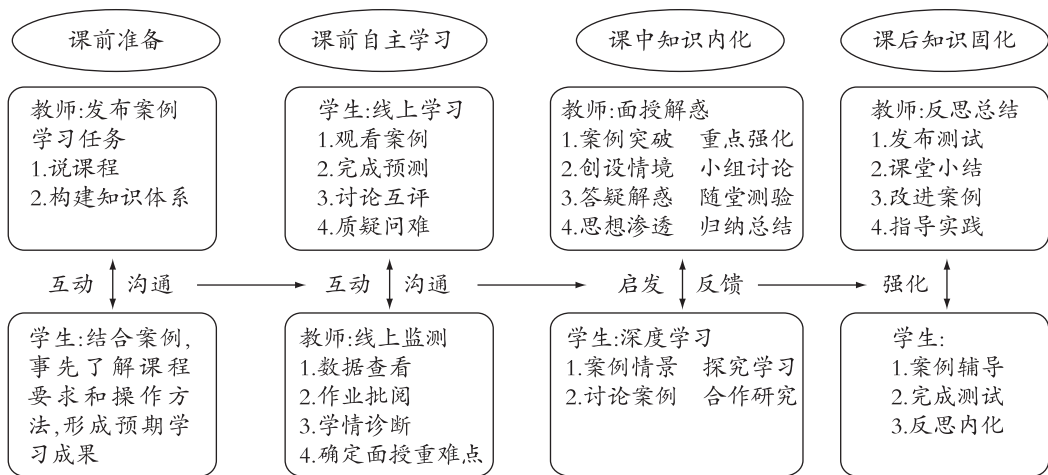 课前准备
课前自主学习
课中知识内化
课后知识固化
教师:发布案例
学习任务
1.说课程
2.构建知识体系
学生:线上学习
1.观看案例
2.完成预测
3.讨论互评
4.质疑问难
教师:面授解惑
1.案例突破 重点强化
2.创设情境 小组讨论
3.答疑解惑 随堂测验
4.思想渗透 归纳总结
教师:反思总结
1.发布测试
2.课堂小结
3.改进案例
4.指导实践
互动 沟通
互动 沟通
启发 反馈
强化
学生:结合案例,
事先了解课程
要求和操作方
法,形成预期学
习成果
教师:线上监测
1.数据查看
2.作业批阅
3.学情诊断
4.确定面授重难点
学生:深度学习
1.案例情景 探究学习
2.讨论案例 合作研究
学生:
1.案例辅导
2.完成测试
3.反思内化